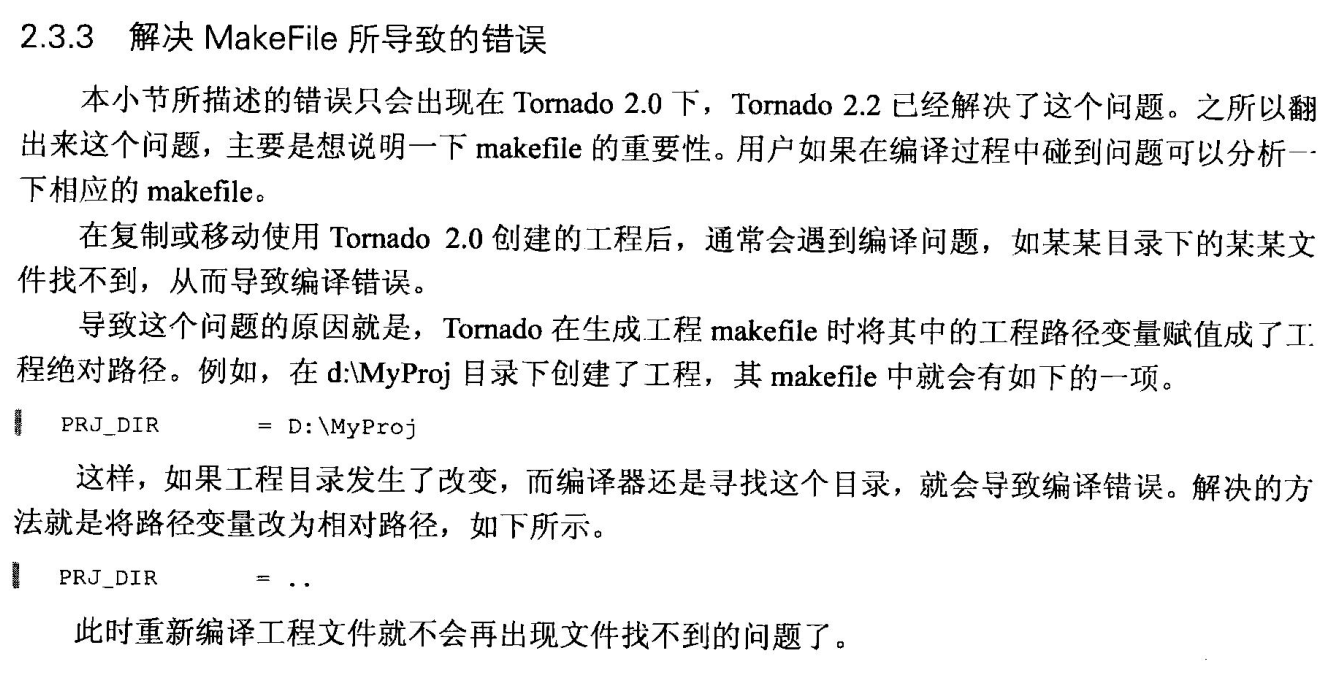 2.3.3 解决 MakeFile 所导致的错误
本小节所描述的错误只会出现在 Tornado 2.0 下，Tornado 2.2 已经解决了这个问题。之所以翻
出来这个问题，主要是想说明一下 makefile 的重要性。用户如果在编译过程中碰到问题可以分析一
下相应的 makefile。
在复制或移动使用 Tornado 2.0 创建的工程后，通常会遇到编译问题，如某某目录下的某某文
件找不到，从而导致编译错误。
导致这个问题的原因就是，Tornado 在生成工程 makefile 时将其中的工程路径变量赋值成了工
程绝对路径。例如，在 d:\MyProj 目录下创建了工程，其 makefile 中就会有如下的一项。
PRJ_DIR = D:\MyProj
这样，如果工程目录发生了改变，而编译器还是寻找这个目录，就会导致编译错误。解决的方
法就是将路径变量改为相对路径，如下所示。
PRJ_DIR = ..
此时重新编译工程文件就不会再出现文件找不到的问题了。